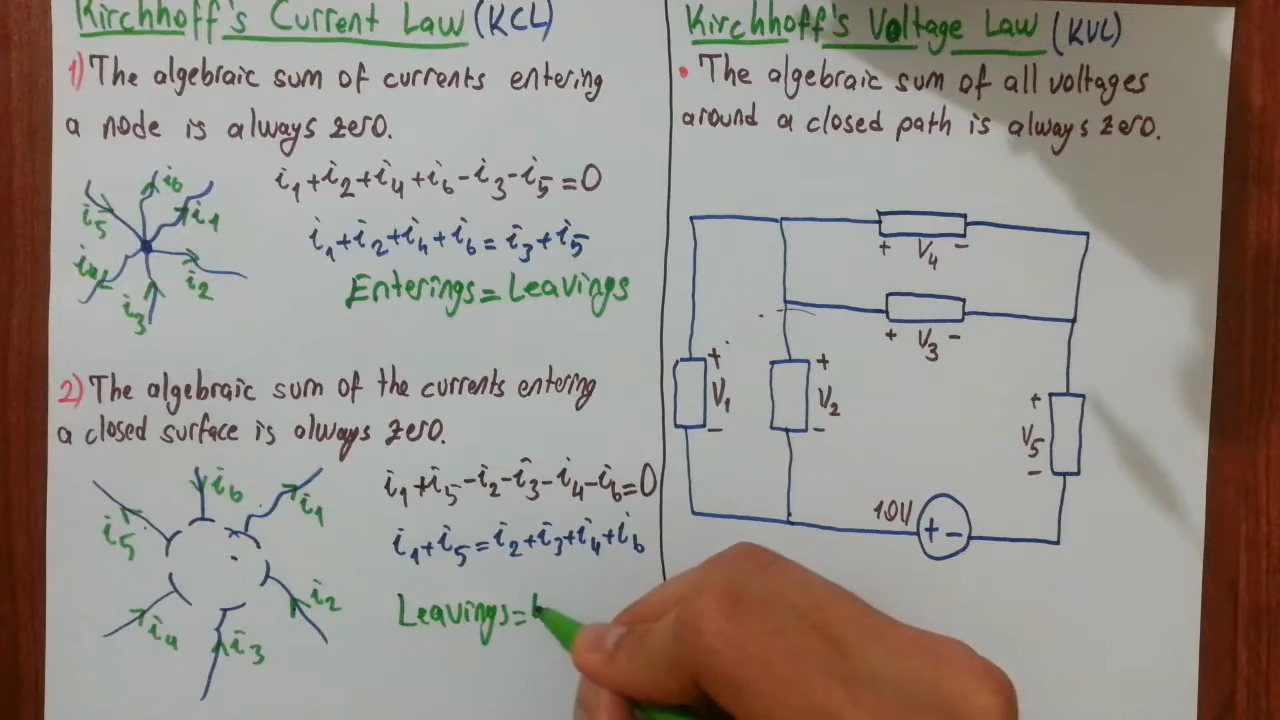 Kirchhoff's Current Law (KCL)
1) The algebraic sum of currents entering
a node is always zero.
i1+i2+i4+i6-i3-i5=0
i1+i2+i4+i6=i3+i5
Enterings=Leavings
i6
i5
i1
i4
i2
i3
2) The algebraic sum of the currents entering
a closed surface is always zero.
i1+i5-i2-i3-i4-i6=0
i1+i5=i2+i3+i4+i6
Leavings=
i6
i1
i5
i2
i4
i3
Kirchhoff's Voltage Law (KVL)
• The algebraic sum of all voltages
around a closed path is always zero.
+ V4 -
+ V3 -
+ V1 -
+ V2 -
+ V5 -
10V
+ -